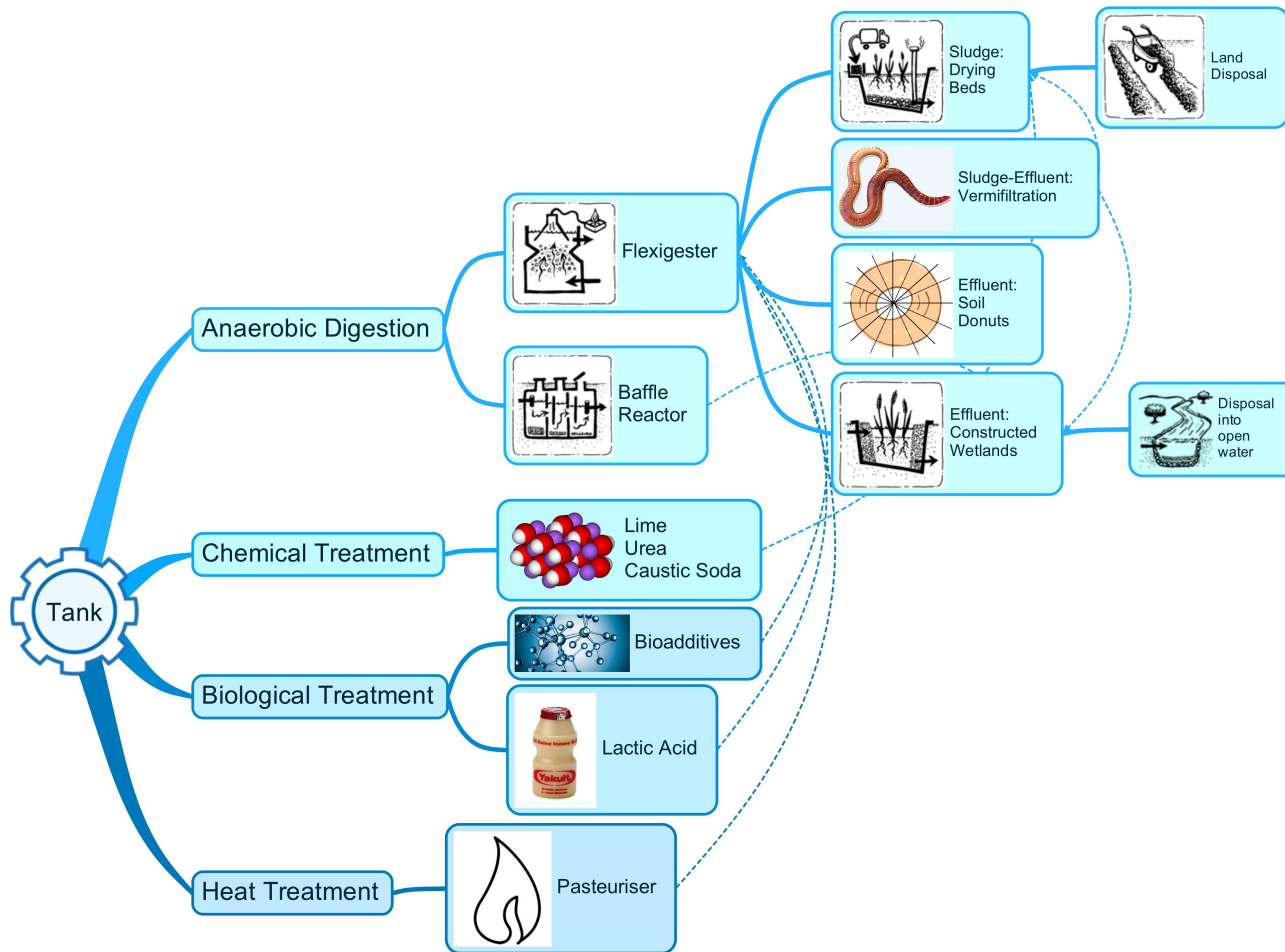 Tank
Anaerobic Digestion
Flexigester
Sludge:
Drying
Beds
Land
Disposal
Sludge-Effluent:
Vermifiltration
Effluent:
Soil
Donuts
Effluent:
Constructed
Wetlands
Disposal
into
open
water
Baffle
Reactor
Chemical Treatment
Lime
Urea
Caustic Soda
Biological Treatment
Bioadditives
Lactic Acid
Yakult
Heat Treatment
Pasteuriser